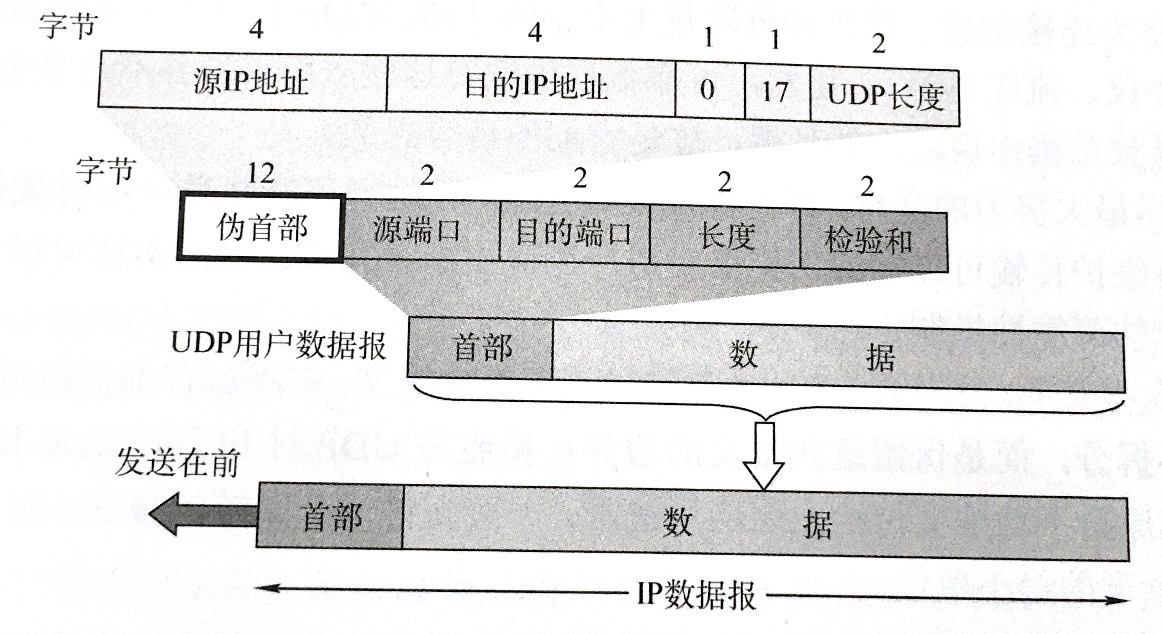 字节 4 4 1 1 2
源IP地址 目的IP地址 0 17 UDP长度
字节 12 2 2 2 2
伪首部 源端口 目的端口 长度 检验和
UDP用户数据报 首部 数 据
发送在前
首部 数 据
IP数据报